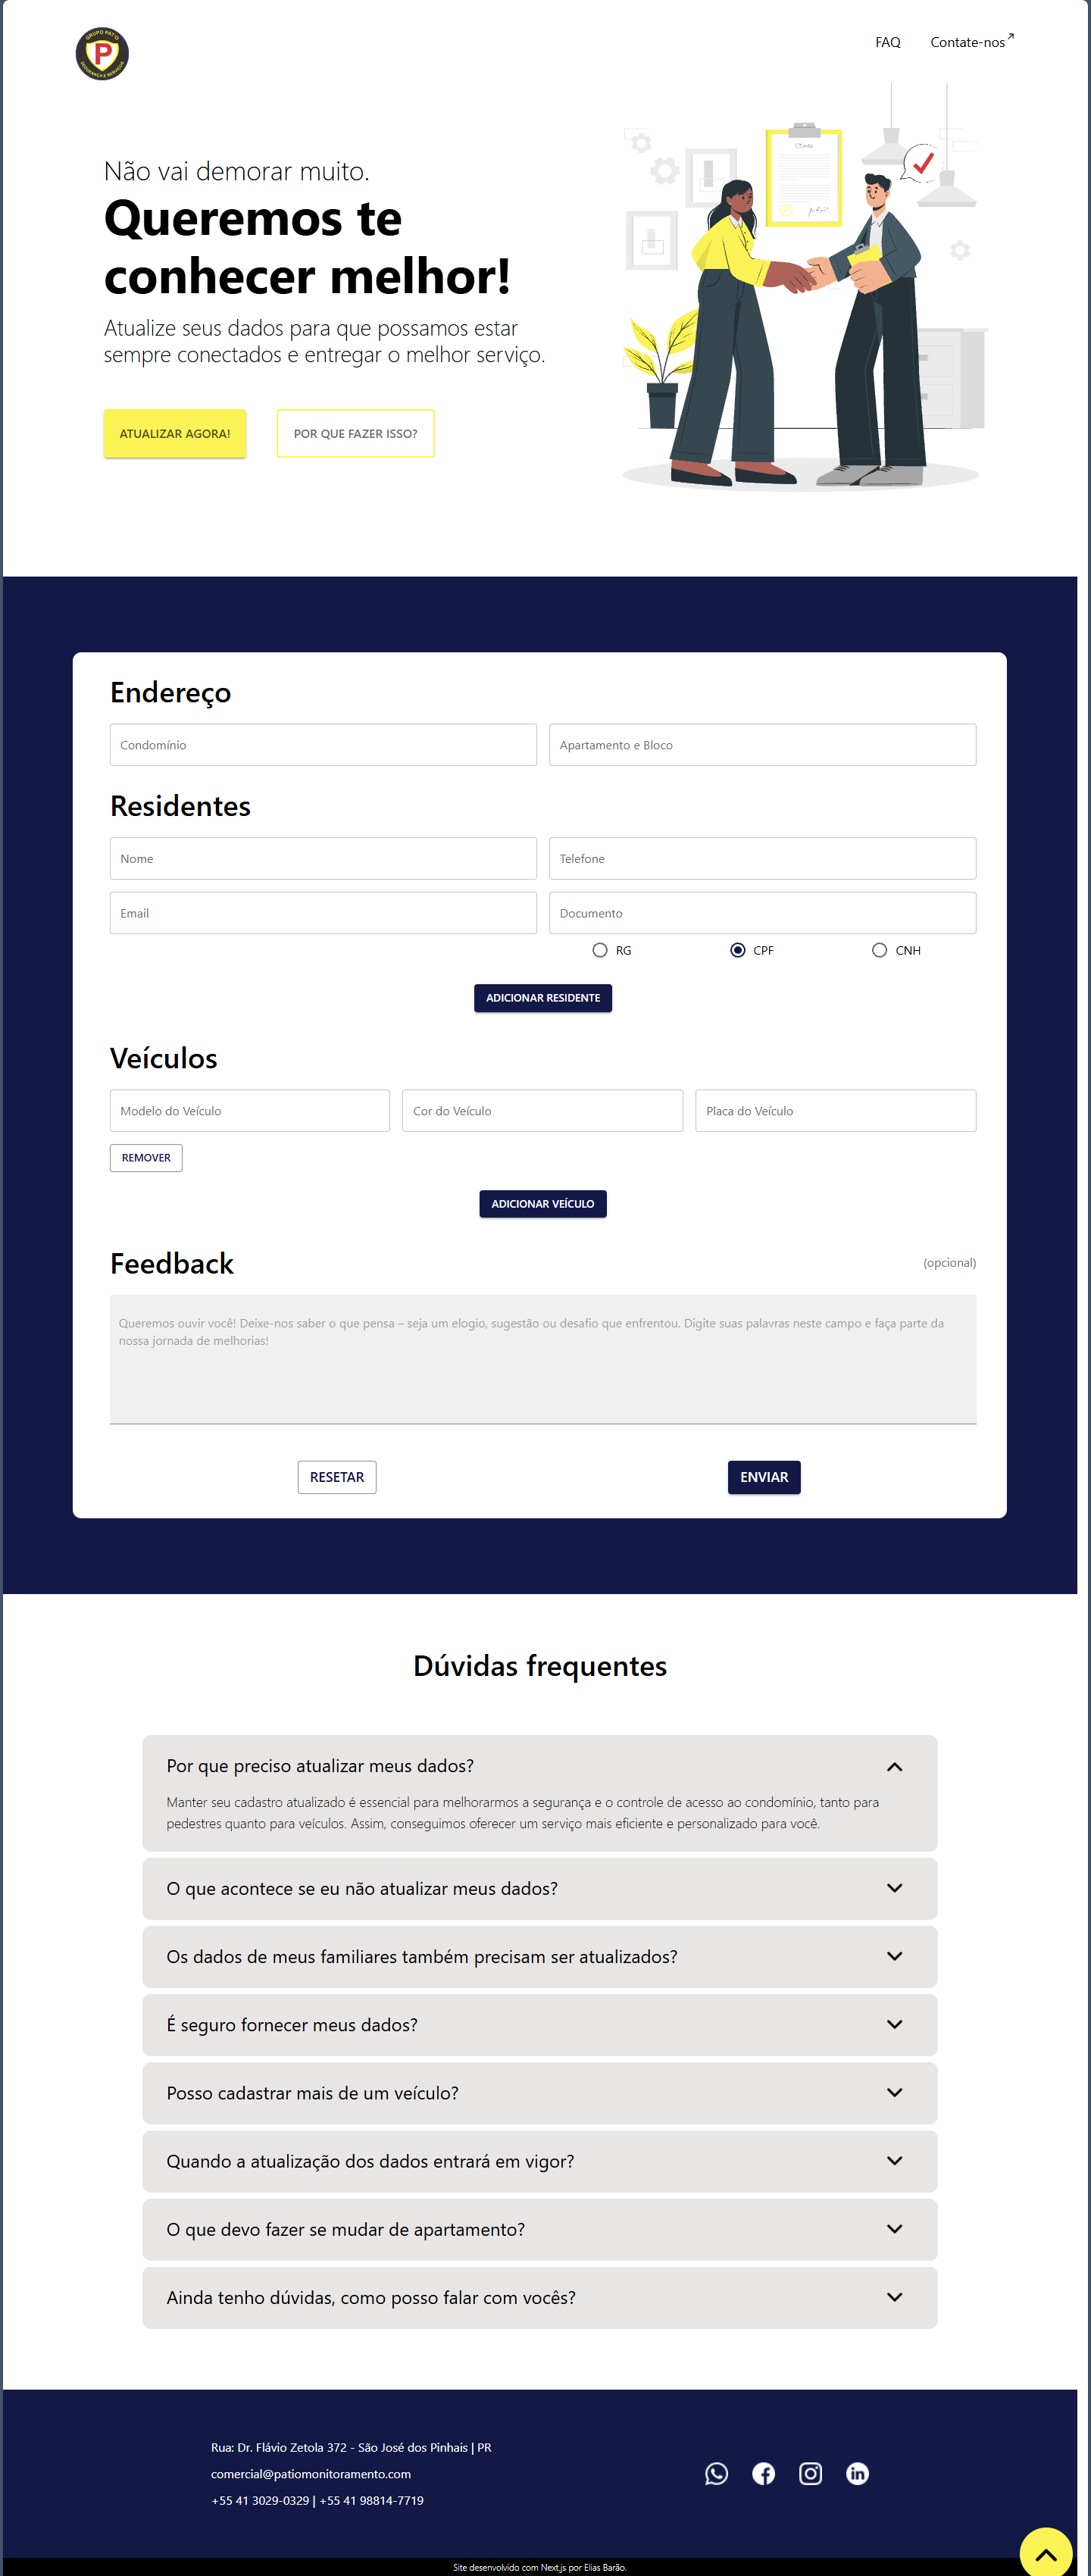 GRUPO PATIO
P
SEGURANÇA E SERVIÇOS
FAQ
Contate-nos
Não vai demorar muito.
Queremos te
conhecer melhor!
Atualize seus dados para que possamos estar
sempre conectados e entregar o melhor serviço.
ATUALIZAR AGORA!
POR QUE FAZER ISSO?
Endereço
Condomínio
Apartamento e Bloco
Residentes
Nome
Telefone
Email
Documento
RG
CPF
CNH
ADICIONAR RESIDENTE
Veículos
Modelo do Veículo
Cor do Veículo
Placa do Veículo
REMOVER
ADICIONAR VEÍCULO
Feedback
(opcional)
Queremos ouvir você! Deixe-nos saber o que pensa – seja um elogio, sugestão ou desafio que enfrentou. Digite suas palavras neste campo e faça parte da
nossa jornada de melhorias!
RESETAR
ENVIAR
Dúvidas frequentes
Por que preciso atualizar meus dados?
Manter seu cadastro atualizado é essencial para melhorarmos a segurança e o controle de acesso ao condomínio, tanto para
pedestres quanto para veículos. Assim, conseguimos oferecer um serviço mais eficiente e personalizado para você.
O que acontece se eu não atualizar meus dados?
Os dados de meus familiares também precisam ser atualizados?
É seguro fornecer meus dados?
Posso cadastrar mais de um veículo?
Quando a atualização dos dados entrará em vigor?
O que devo fazer se mudar de apartamento?
Ainda tenho dúvidas, como posso falar com vocês?
Rua: Dr. Flávio Zetola 372 - São José dos Pinhais | PR
comercial@patiomonitoramento.com
+55 41 3029-0329 | +55 41 98814-7719
Site desenvolvido com Next.js por Elias Barão.